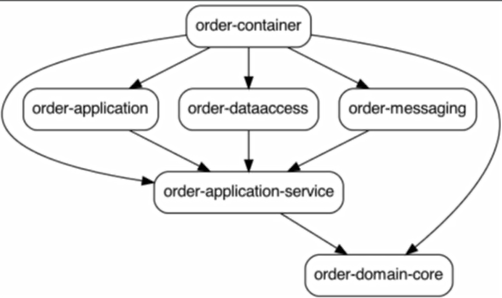 order-container
order-application
order-dataaccess
order-messaging
order-application-service
order-domain-core